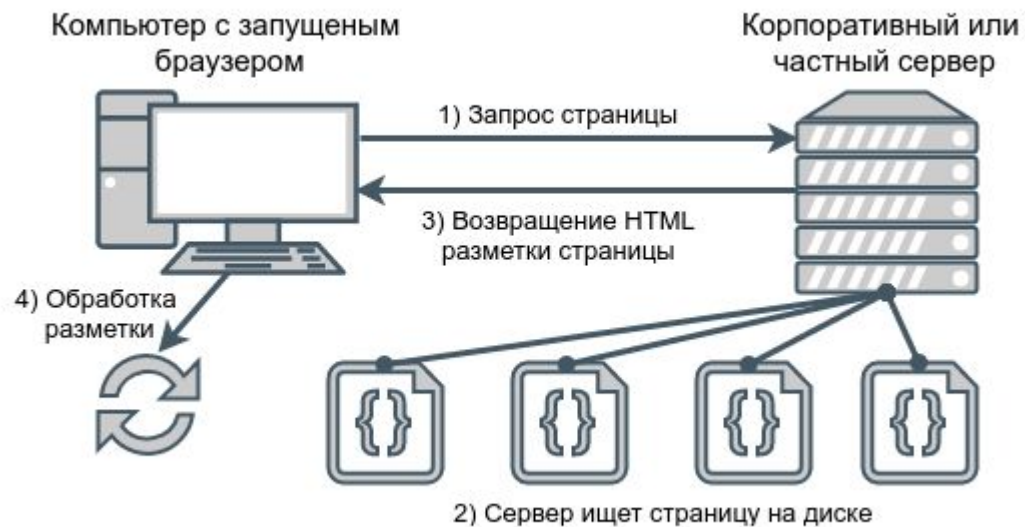 Компьютер с запущеным
браузером
Корпоративный или
частный сервер
1) Запрос страницы
3) Возвращение HTML
разметки страницы
4) Обработка
разметки
2) Сервер ищет страницу на диске